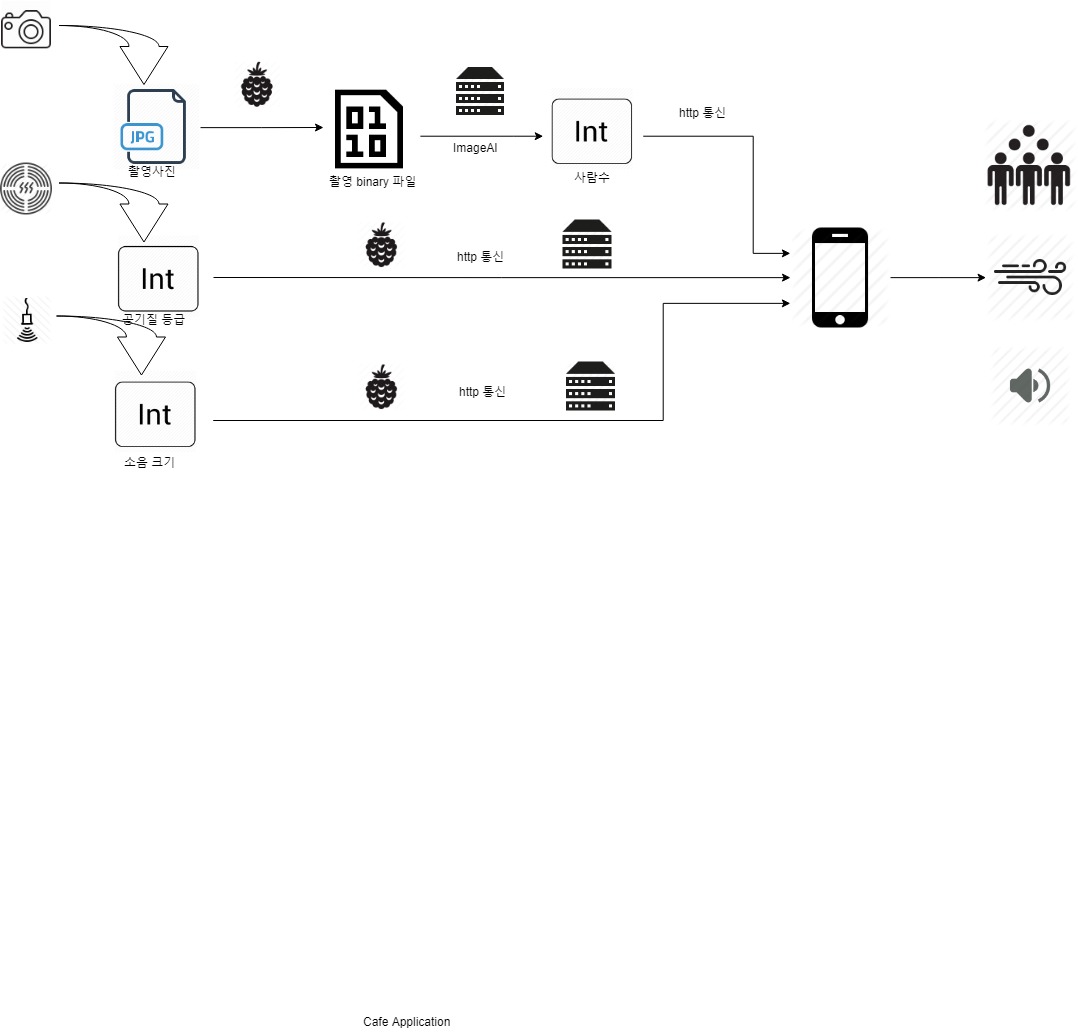 http 통신
JPG
01
10
Int
ImageAI
촬영사진
사람수
촬영 binary 파일
Int
http 통신
공기질 등급
Int
http 통신
소음 크기
Cafe Application